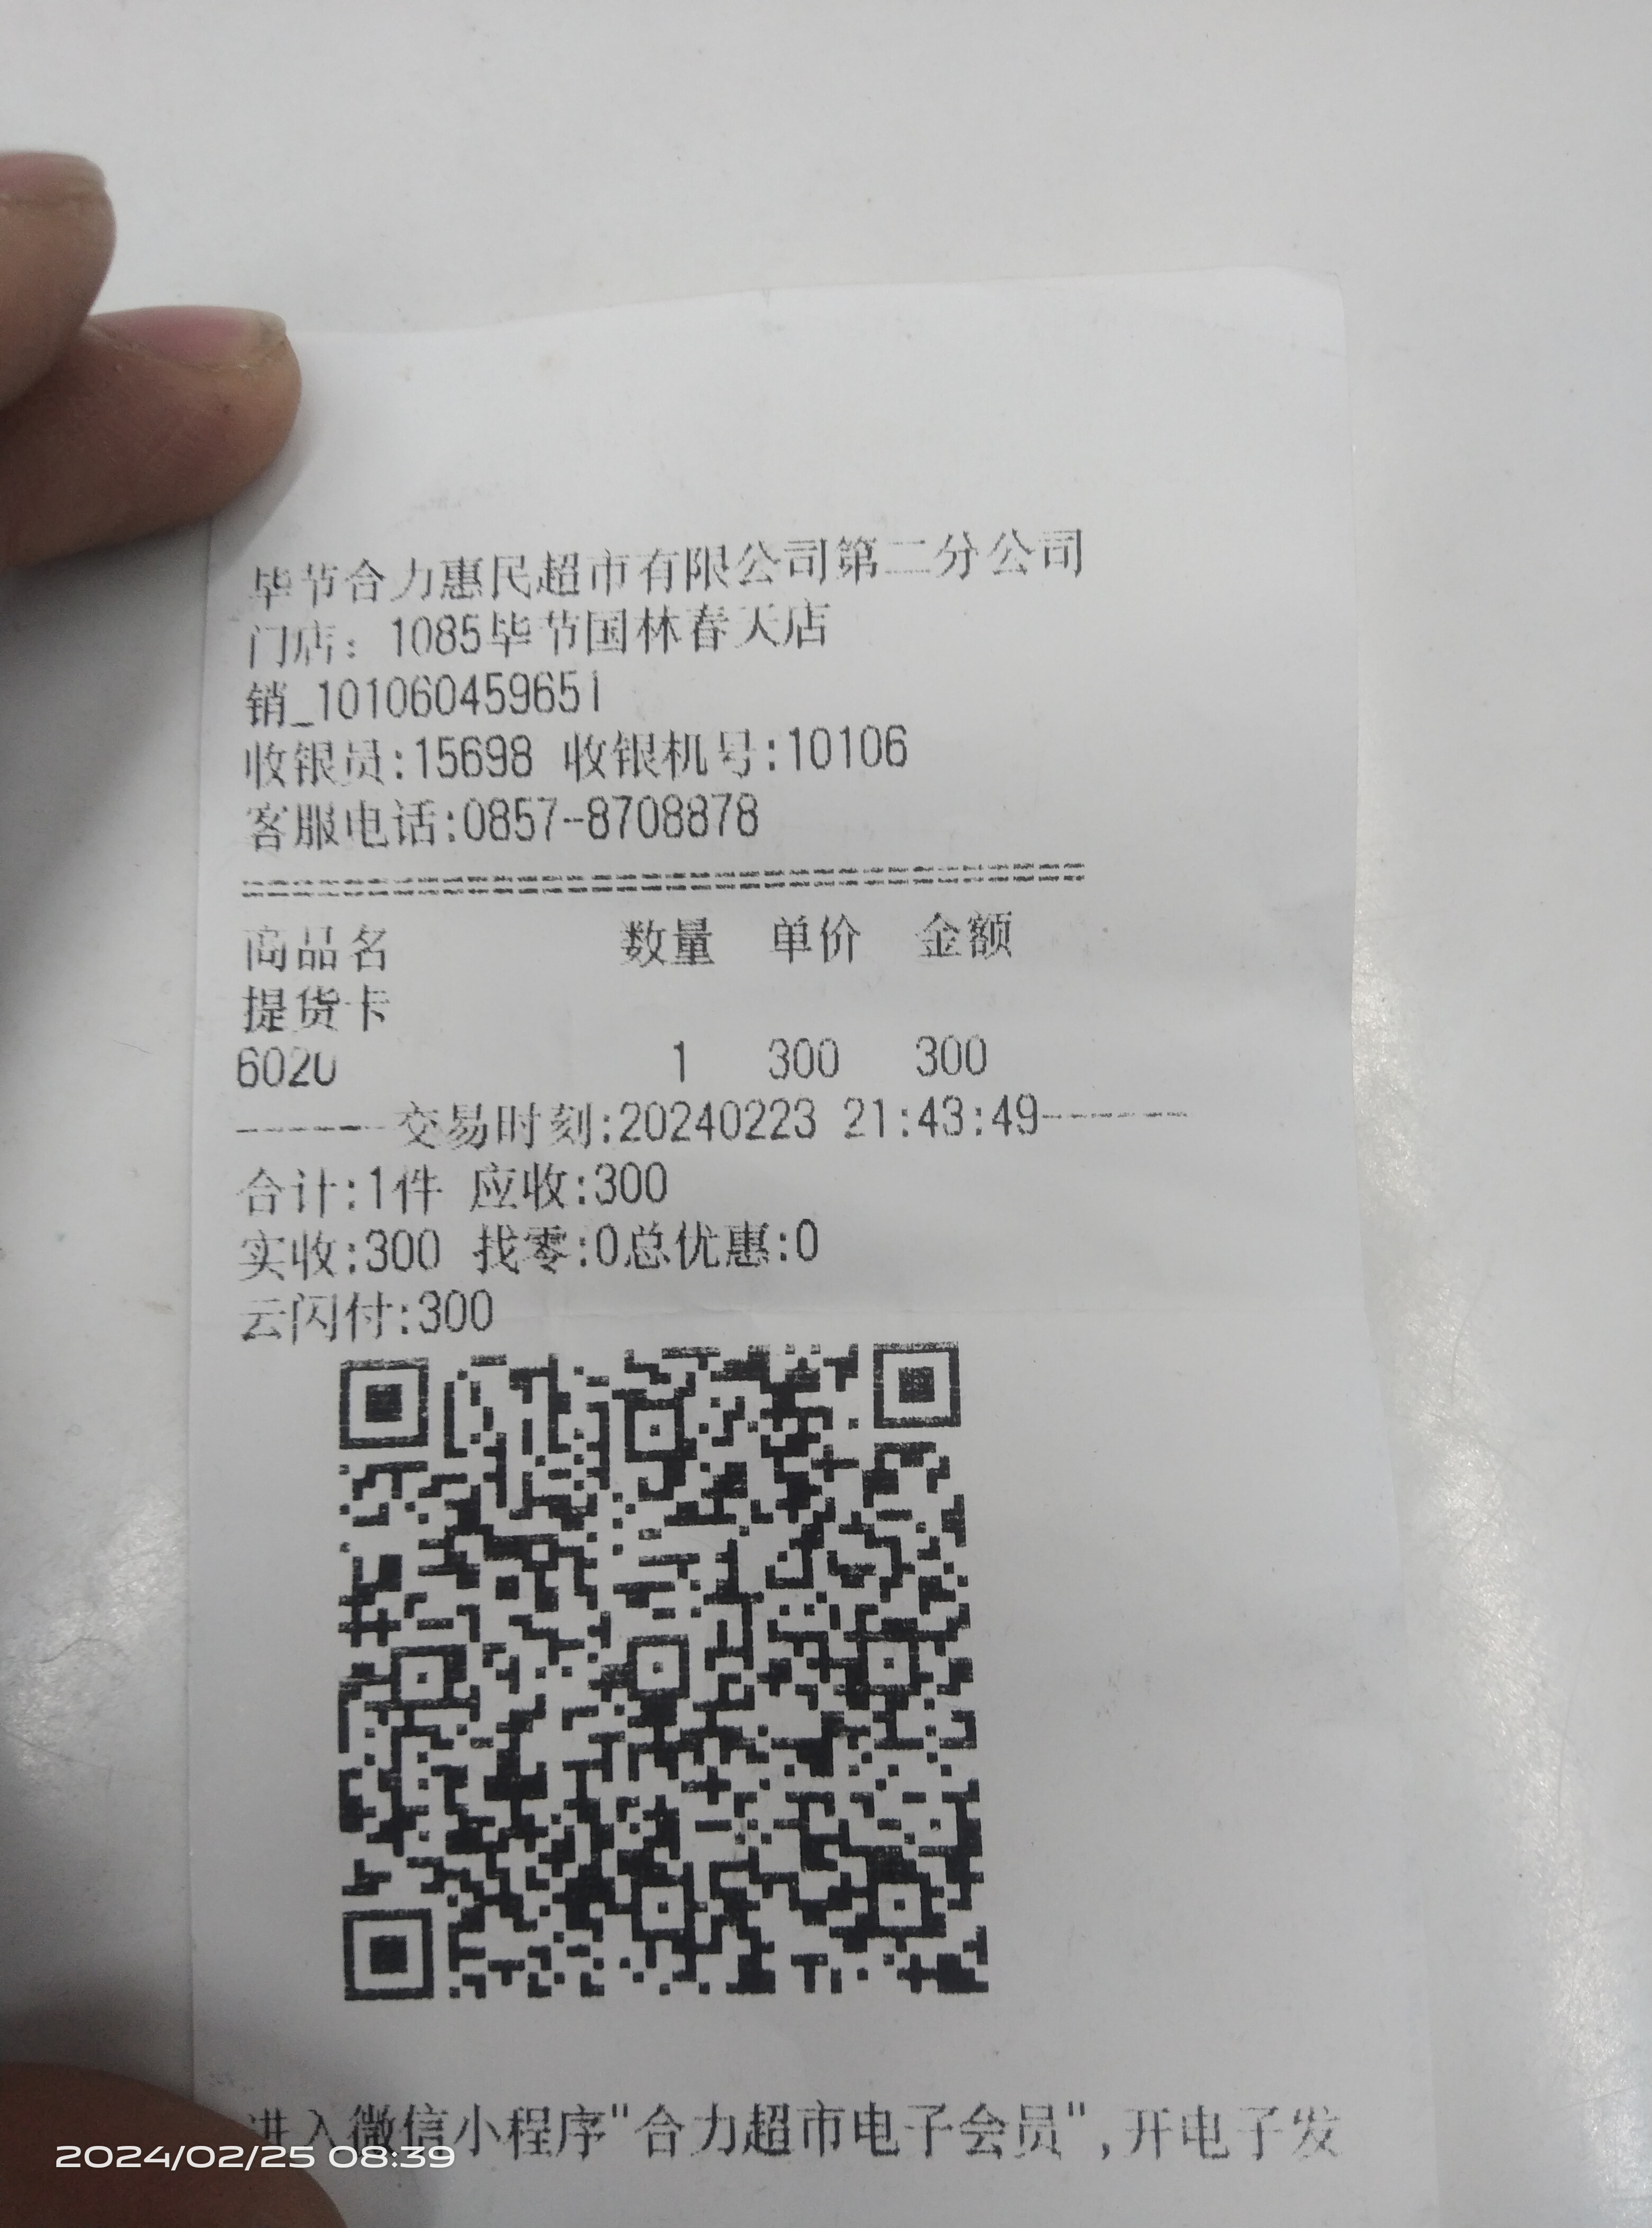 毕节合力惠民超市有限公司第二分公司
门店：1085毕节国林春天店
销_101060459651
收银员:15698 收银机号:10106
客服电话:0857-8708878
商品名 数量 单价 金额
提货卡
6020 1 300 300
------交易时刻:20240223 21:43:49------
合计:1件 应收:300
实收:300 找零:0总优惠:0
云闪付:300
进入微信小程序"合力超市电子会员",开电子发
2024/02/25 08:39